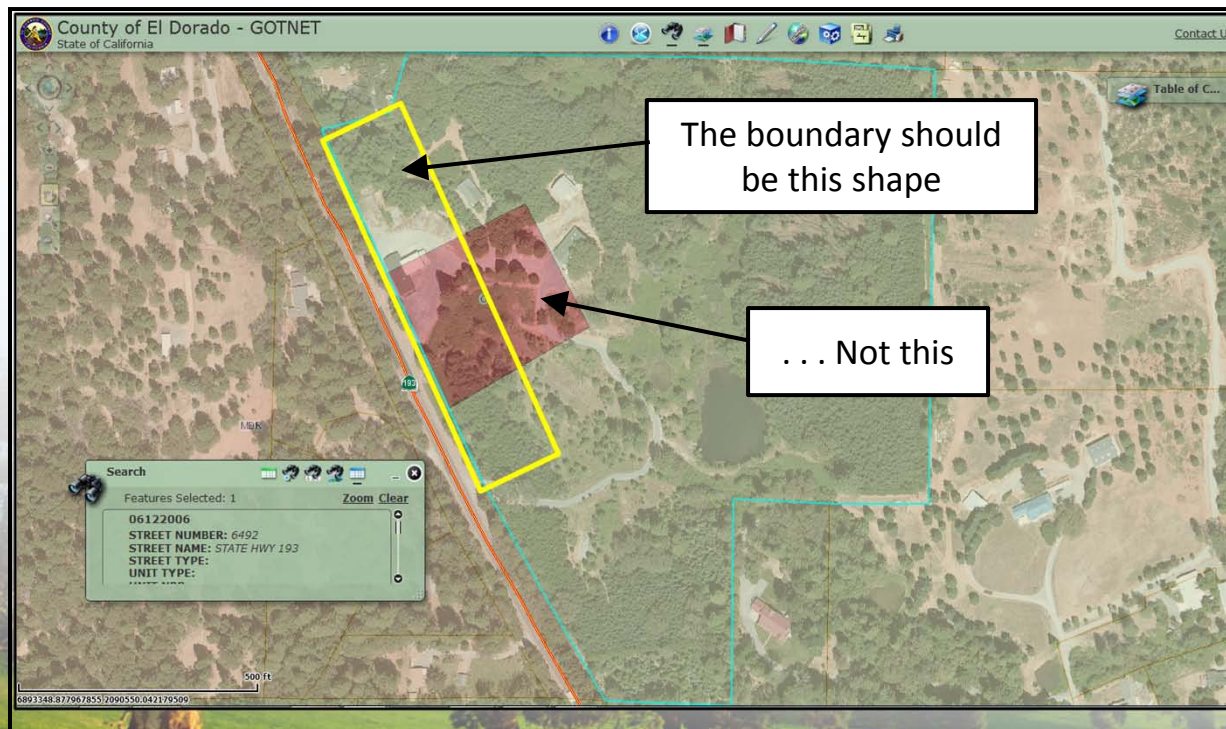 County of El Dorado - GOTNET
State of California
Contact U
Table of C...
The boundary should
be this shape
. . . Not this
193
MDR
Search
Features Selected: 1
Zoom Clear
06122006
STREET NUMBER: 6492
STREET NAME: STATE HWY 193
STREET TYPE:
UNIT TYPE:
500 ft
6893348.877967855 2090550.042179509